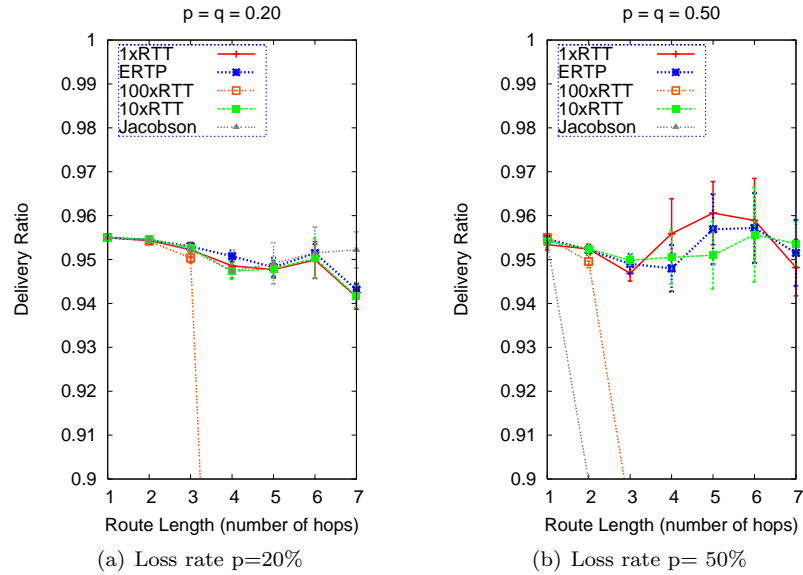 p = q = 0.20
1
0.99
0.98
0.97
0.96
0.95
0.94
0.93
0.92
0.91
0.9
Delivery Ratio
1xRTT
ERTP
100xRTT
10xRTT
Jacobson
1 2 3 4 5 6 7
Route Length (number of hops)
(a) Loss rate p=20%
p = q = 0.50
1
0.99
0.98
0.97
0.96
0.95
0.94
0.93
0.92
0.91
0.9
Delivery Ratio
1xRTT
ERTP
100xRTT
10xRTT
Jacobson
1 2 3 4 5 6 7
Route Length (number of hops)
(b) Loss rate p= 50%